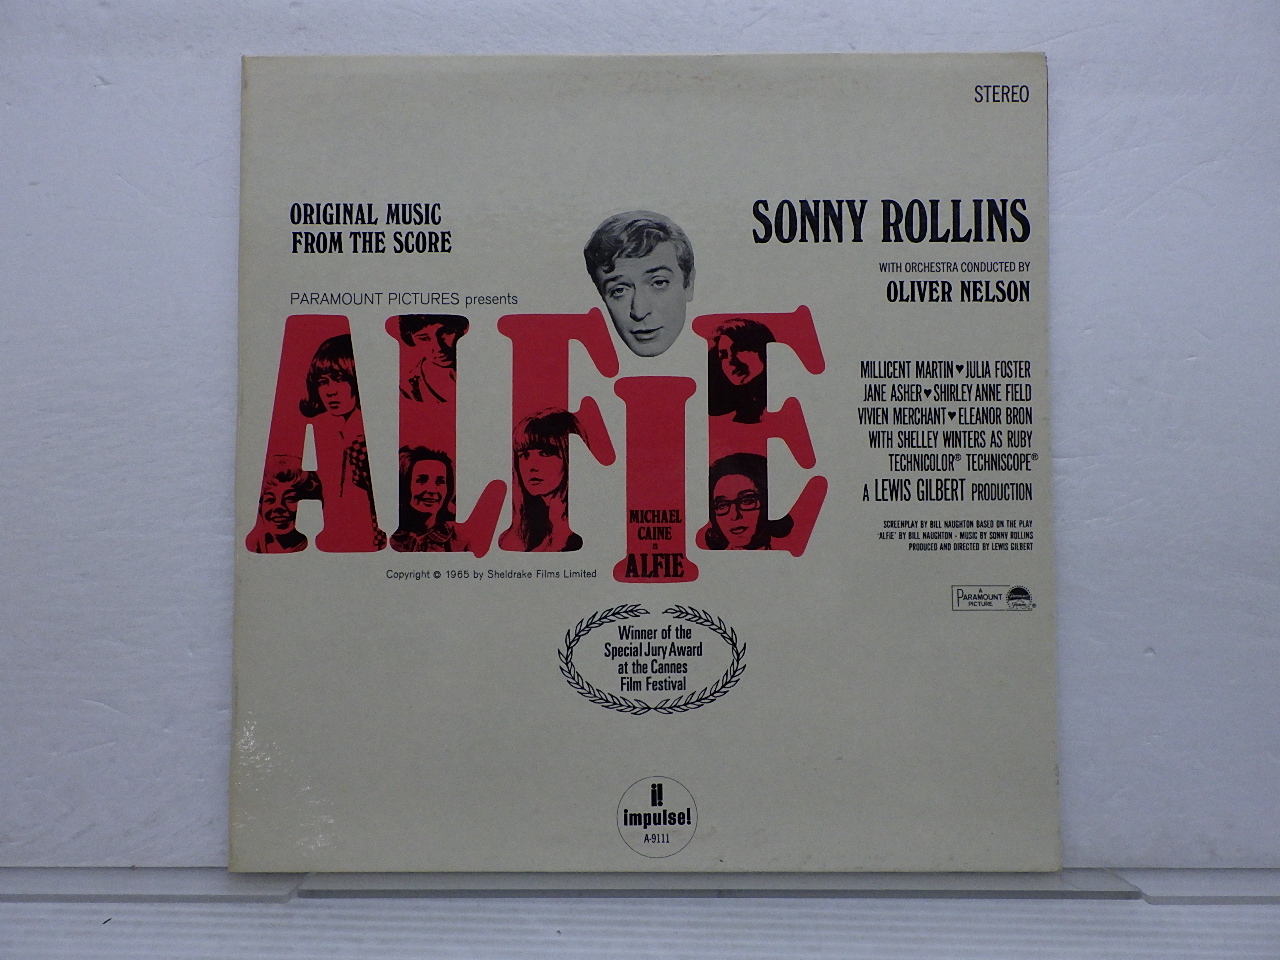 STEREO
ORIGINAL MUSIC
FROM THE SCORE
SONNY ROLLINS
WITH ORCHESTRA CONDUCTED BY
OLIVER NELSON
PARAMOUNT PICTURES presents
ALFIE
MICHAEL
CAINE
is
ALFIE
MILLICENT MARTIN ♥ JULIA FOSTER
JANE ASHER ♥ SHIRLEY ANNE FIELD
VIVIEN MERCHANT ♥ ELEANOR BRON
WITH SHELLEY WINTERS AS RUBY
TECHNICOLOR® TECHNISCOPE®
A LEWIS GILBERT PRODUCTION
SCREENPLAY BY BILL NAUGHTON BASED ON THE PLAY
'ALFIE' BY BILL NAUGHTON - MUSIC BY SONNY ROLLINS
PRODUCED AND DIRECTED BY LEWIS GILBERT
Copyright © 1965 by Sheldrake Films Limited
A
PARAMOUNT
PICTURE
Winner of the
Special Jury Award
at the Cannes
Film Festival
i!
impulse!
A-9111